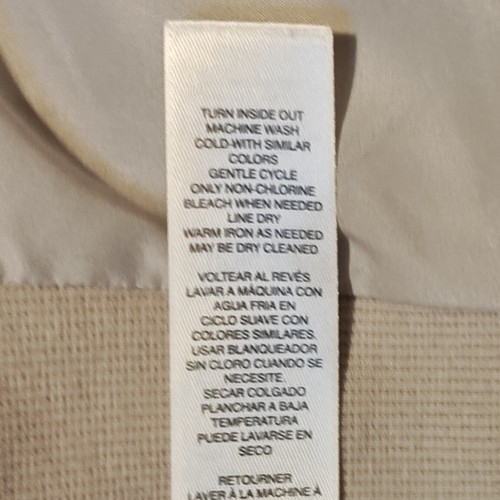 TURN INSIDE OUT
MACHINE WASH
COLD-WITH SIMILAR
COLORS
GENTLE CYCLE
ONLY NON-CHLORINE
BLEACH WHEN NEEDED
LINE DRY
WARM IRON AS NEEDED
MAY BE DRY CLEANED
VOLTEAR AL REVÉS
LAVAR A MÁQUINA CON
AGUA FRIA EN
CICLO SUAVE CON
COLORES SIMILARES.
USAR BLANQUEADOR
SIN CLORO CUANDO SE
NECESITE.
SECAR COLGADO
PLANCHAR A BAJA
TEMPERATURA
PUEDE LAVARSE EN
SECO
RETOURNER
LAVER À LA MACHINE À